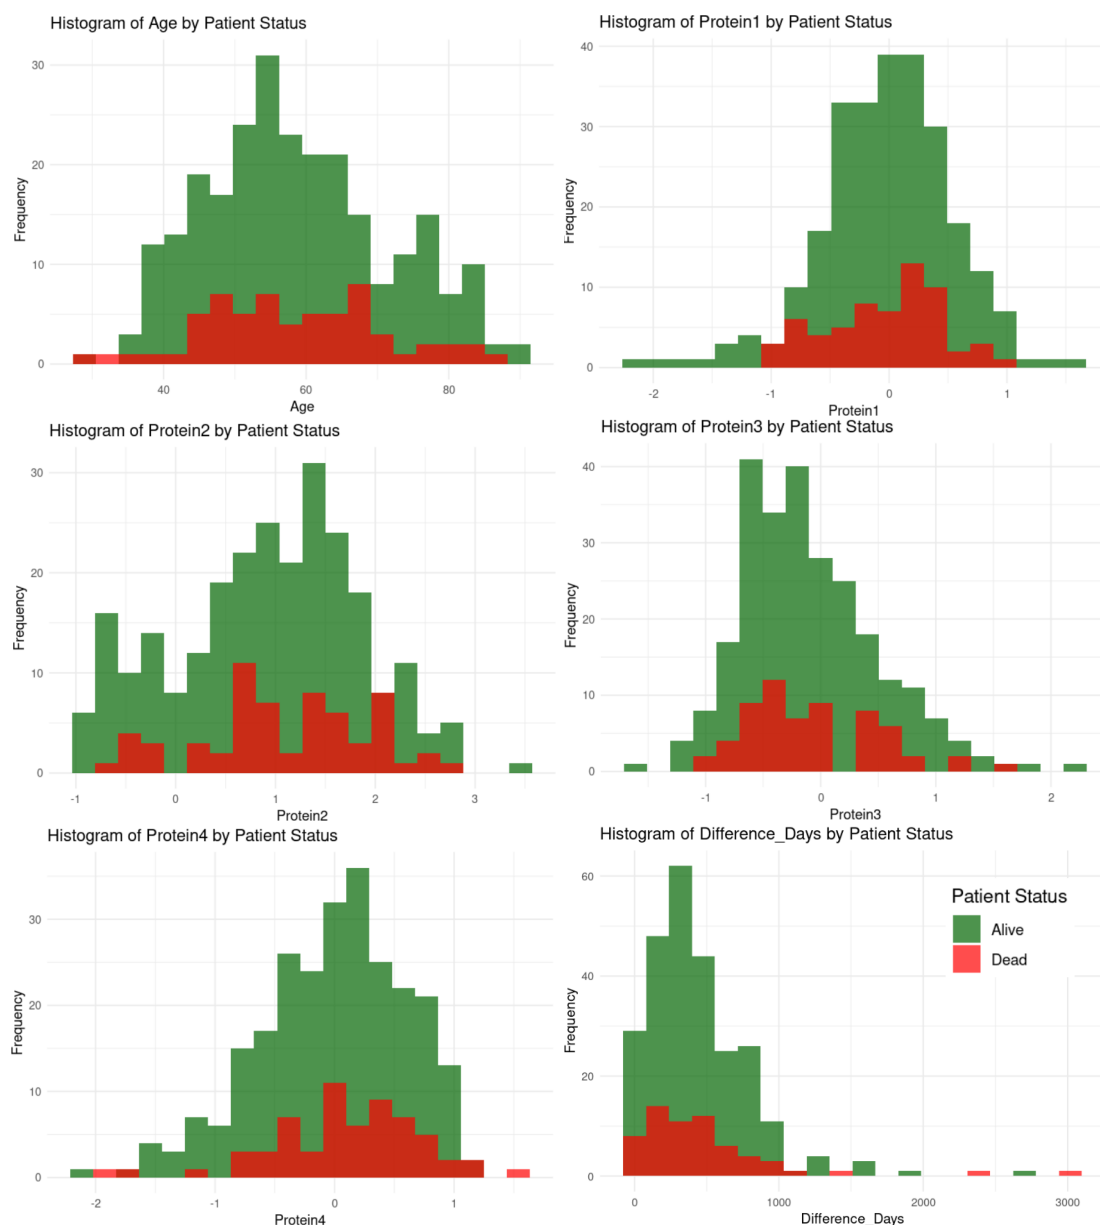 Histogram of Age by Patient Status
30
20
10
0
Frequency
40 60 80
Age
Histogram of Protein1 by Patient Status
40
30
20
10
0
Frequency
-2 -1 0 1
Protein1
Histogram of Protein2 by Patient Status
30
20
10
0
Frequency
-1 0 1 2 3
Protein2
Histogram of Protein3 by Patient Status
40
30
20
10
0
Frequency
-1 0 1 2
Protein3
Histogram of Protein4 by Patient Status
30
20
10
0
Frequency
-2 -1 0 1
Protein4
Histogram of Difference_Days by Patient Status
60
40
20
0
Frequency
Patient Status
Alive
Dead
0 1000 2000 3000
Difference_Days